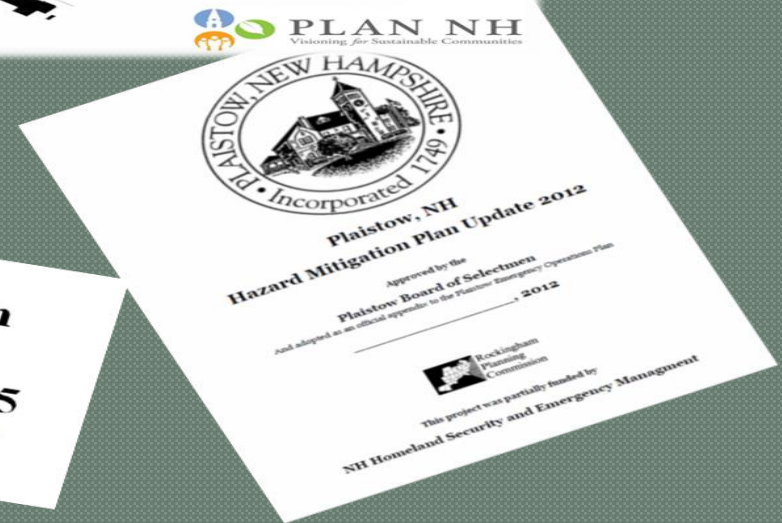 PLAN NH
Visioning for Sustainable Communities
PLAISTOW, NEW HAMPSHIRE • Incorporated 1749 •
Plaistow, NH
Hazard Mitigation Plan Update 2012
Approved by the
Plaistow Board of Selectmen
And adopted as an official appendix to the Plaistow Emergency Operations Plan
, 2012
Rockingham
Planning
Commission
This project was partially funded by
NH Homeland Security and Emergency Managment
5